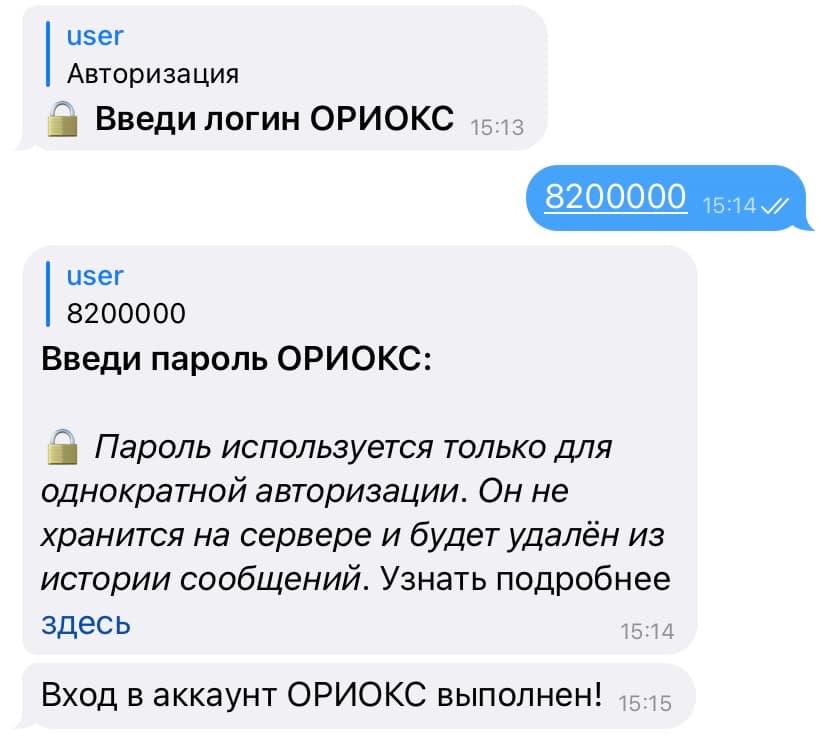 user
Авторизация
🔒 Введи логин ОРИОКС 15:13
8200000 15:14
user
8200000
Введи пароль ОРИОКС:
🔒 Пароль используется только для
однократной авторизации. Он не
хранится на сервере и будет удалён из
истории сообщений. Узнать подробнее
здесь 15:14
Вход в аккаунт ОРИОКС выполнен! 15:15